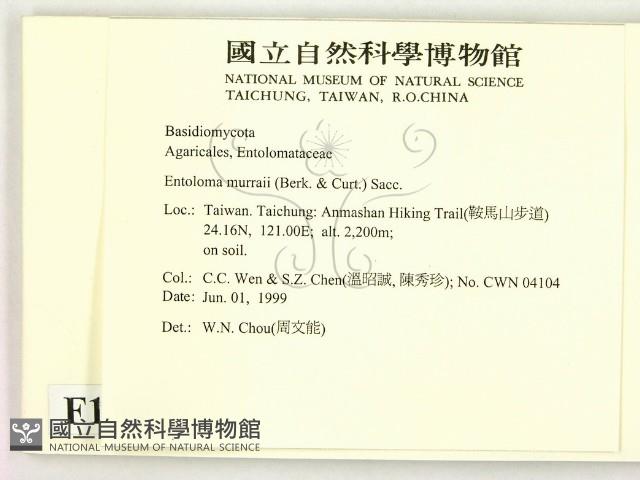 國立自然科學博物館
NATIONAL MUSEUM OF NATURAL SCIENCE
TAICHUNG, TAIWAN, R.O.CHINA
Basidiomycota
Agaricales, Entolomataceae
Entoloma murraii (Berk. & Curt.) Sacc.
Loc.: Taiwan. Taichung: Anmashan Hiking Trail(鞍馬山步道)
24.16N, 121.00E; alt. 2,200m;
on soil.
Col.: C.C. Wen & S.Z. Chen(溫昭誠, 陳秀珍); No. CWN 04104
Date: Jun. 01, 1999
Det.: W.N. Chou(周文能)
F1
國立自然科學博物館
NATIONAL MUSEUM OF NATURAL SCIENCE